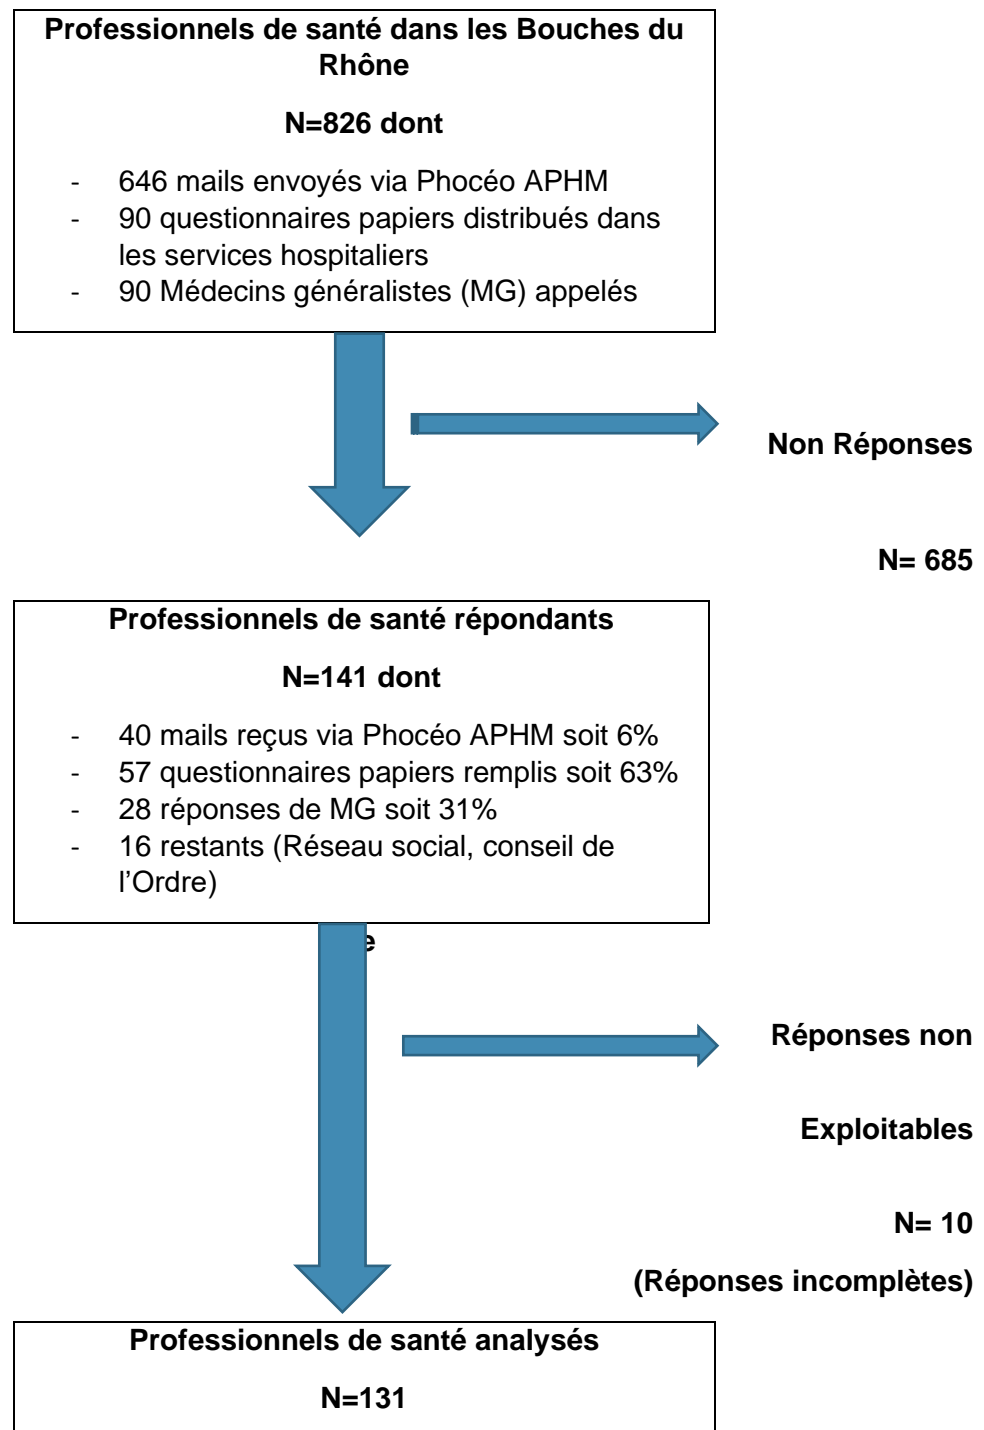 Professionnels de santé dans les Bouches du
Rhône
N=826 dont
- 646 mails envoyés via Phocéo APHM
- 90 questionnaires papiers distribués dans
les services hospitaliers
- 90 Médecins généralistes (MG) appelés
Non Réponses
N= 685
Professionnels de santé répondants
N=141 dont
- 40 mails reçus via Phocéo APHM soit 6%
- 57 questionnaires papiers remplis soit 63%
- 28 réponses de MG soit 31%
- 16 restants (Réseau social, conseil de
l’Ordre)
e
Réponses non
Exploitables
N= 10
(Réponses incomplètes)
Professionnels de santé analysés
N=131